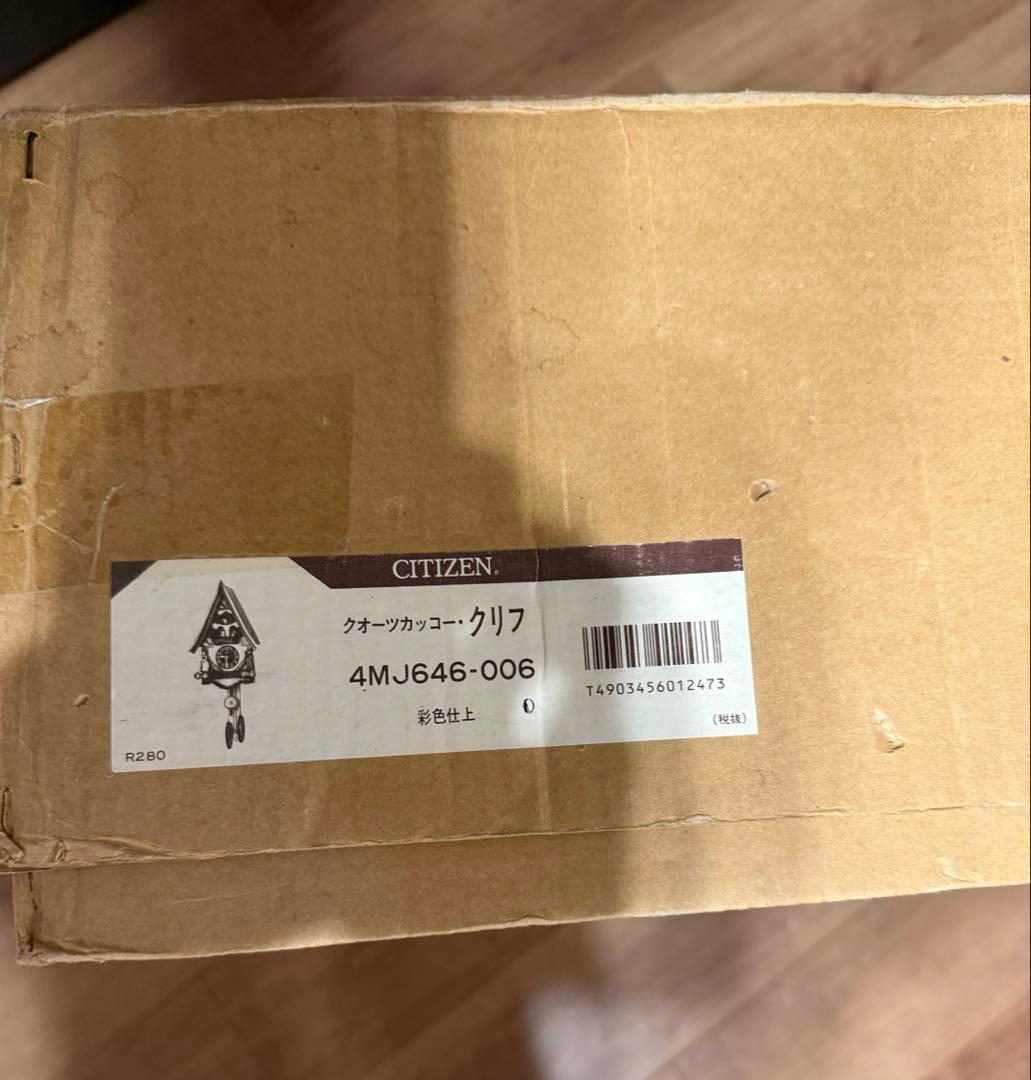 CITIZEN®
クオーツカッコー・クリフ
4MJ646-006
彩色仕上
T4903456012473
(税抜)
R280